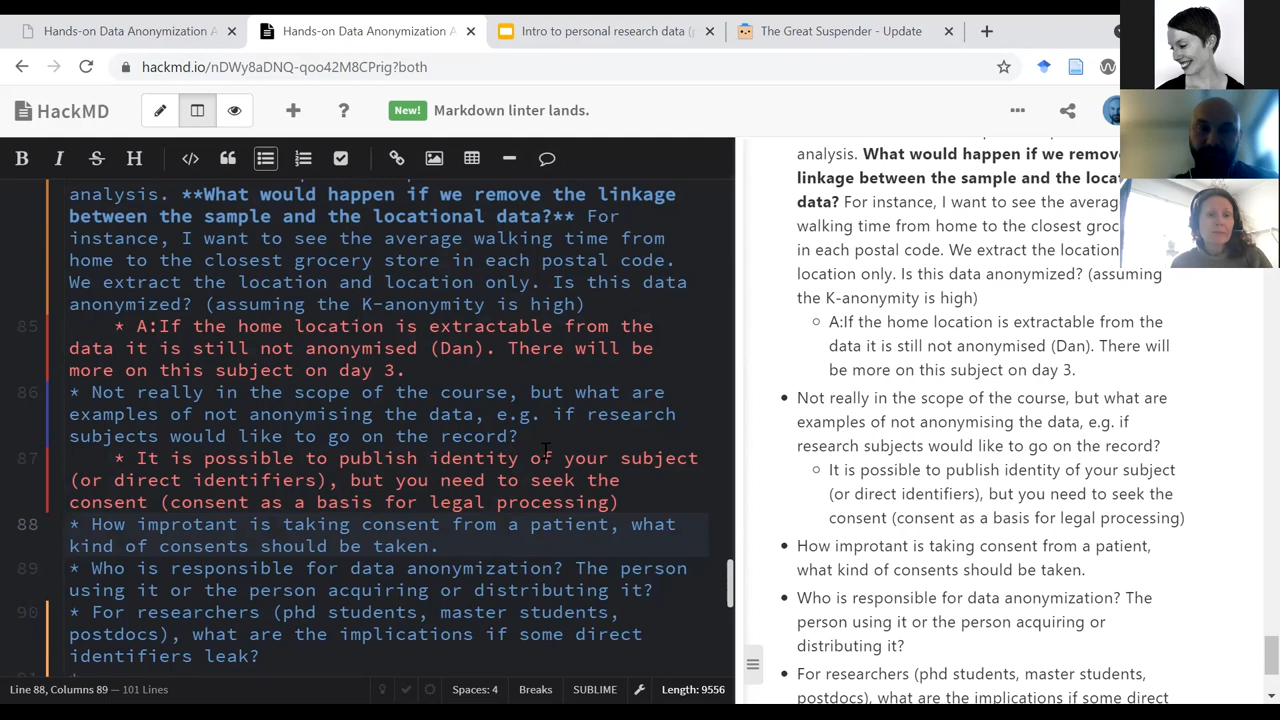 Hands-on Data Anonymization A
Hands-on Data Anonymization A
Intro to personal research data (
The Great Suspender - Update
hackmd.io/nDWy8aDNQ-qoo42M8CPrig?both
HackMD
New!
Markdown linter lands.
B I S H
analysis. **What would happen if we remove the linkage
between the sample and the locational data?** For
instance, I want to see the average walking time from
home to the closest grocery store in each postal code.
We extract the location and location only. Is this data
anonymized? (assuming the K-anonymity is high)
85 * A:If the home location is extractable from the
data it is still not anonymised (Dan). There will be
more on this subject on day 3.
86 * Not really in the scope of the course, but what are
examples of not anonymising the data, e.g. if research
subjects would like to go on the record?
87 * It is possible to publish identity of your subject
(or direct identifiers), but you need to seek the
consent (consent as a basis for legal processing)
88 * How improtant is taking consent from a patient, what
kind of consents should be taken.
89 * Who is responsible for data anonymization? The person
using it or the person acquiring or distributing it?
90 * For researchers (phd students, master students,
postdocs), what are the implications if some direct
identifiers leak?
analysis. What would happen if we remove
linkage between the sample and the locat
data? For instance, I want to see the average
walking time from home to the closest groc
in each postal code. We extract the location
location only. Is this data anonymized? (assuming
the K-anonymity is high)
A:If the home location is extractable from the
data it is still not anonymised (Dan). There will
be more on this subject on day 3.
Not really in the scope of the course, but what are
examples of not anonymising the data, e.g. if
research subjects would like to go on the record?
It is possible to publish identity of your subject
(or direct identifiers), but you need to seek the
consent (consent as a basis for legal processing)
How improtant is taking consent from a patient,
what kind of consents should be taken.
Who is responsible for data anonymization? The
person using it or the person acquiring or
distributing it?
For researchers (phd students, master students,
postdocs), what are the implications if some direct
Line 88, Columns 89 — 101 Lines
Spaces: 4
Breaks
SUBLIME
Length: 9556